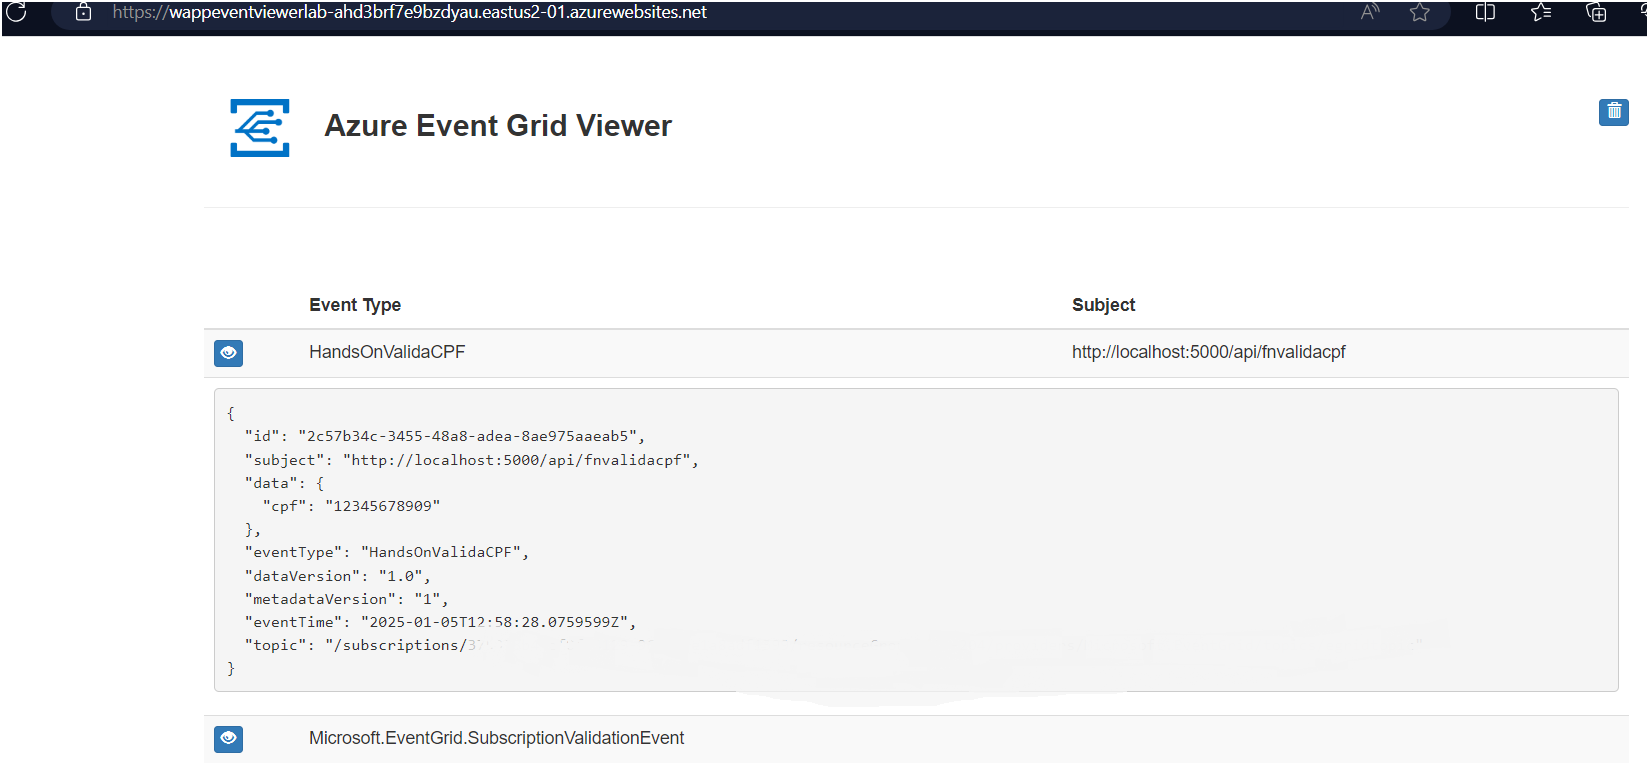 https://wappeventviewerlab-ahd3brf7e9bzdyau.eastus2-01.azurewebsites.net
Azure Event Grid Viewer
Event Type Subject
HandsOnValidaCPF http://localhost:5000/api/fnvalidacpf
{
"id": "2c57b34c-3455-48a8-adea-8ae975aaeab5",
"subject": "http://localhost:5000/api/fnvalidacpf",
"data": {
"cpf": "12345678909"
},
"eventType": "HandsOnValidaCPF",
"dataVersion": "1.0",
"metadataVersion": "1",
"eventTime": "2025-01-05T12:58:28.0759599Z",
"topic": "/subscriptions/
}
Microsoft.EventGrid.SubscriptionValidationEvent